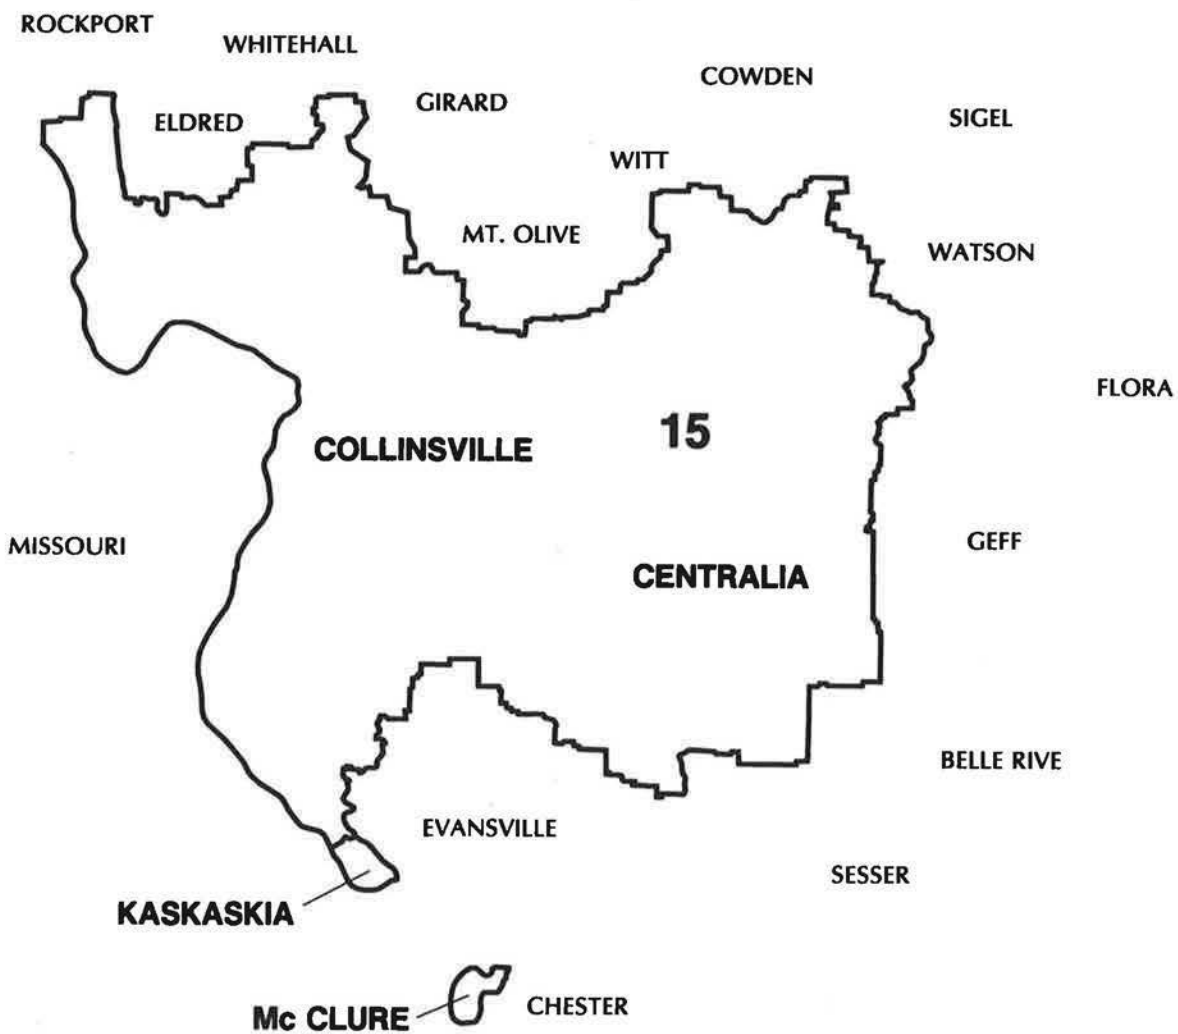 ROCKPORT
WHITEHALL
COWDEN
GIRARD
SIGEL
ELDRED
WITT
MT. OLIVE
WATSON
FLORA
15
COLLINSVILLE
MISSOURI
GEFF
CENTRALIA
BELLE RIVE
EVANSVILLE
SESSER
KASKASKIA
CHESTER
Mc CLURE